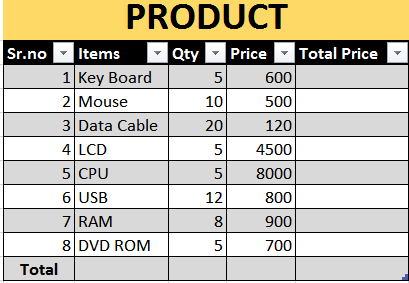 PRODUCT
Sr.no Items Qty Price Total Price
1 Key Board 5 600
2 Mouse 10 500
3 Data Cable 20 120
4 LCD 5 4500
5 CPU 5 8000
6 USB 12 800
7 RAM 8 900
8 DVD ROM 5 700
Total